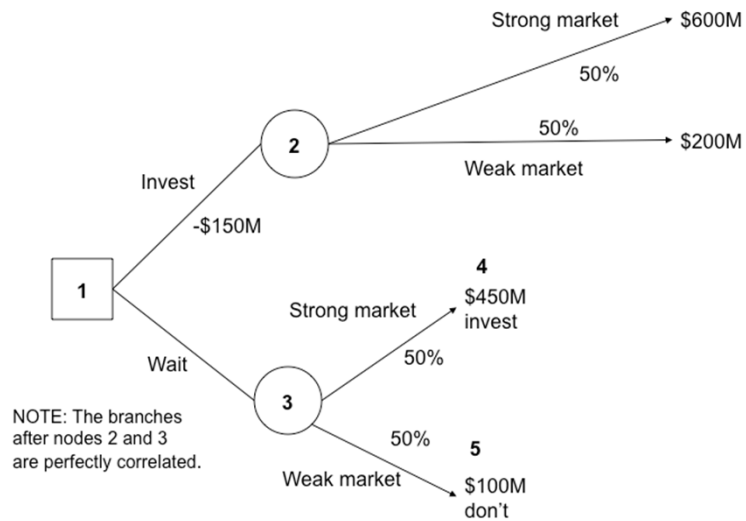 Strong market
$600M
50%
50%
$200M
Weak market
2
Invest
-$150M
1
4
$450M
invest
Strong market
50%
Wait
3
NOTE: The branches
after nodes 2 and 3
are perfectly correlated.
50%
5
Weak market
$100M
don't